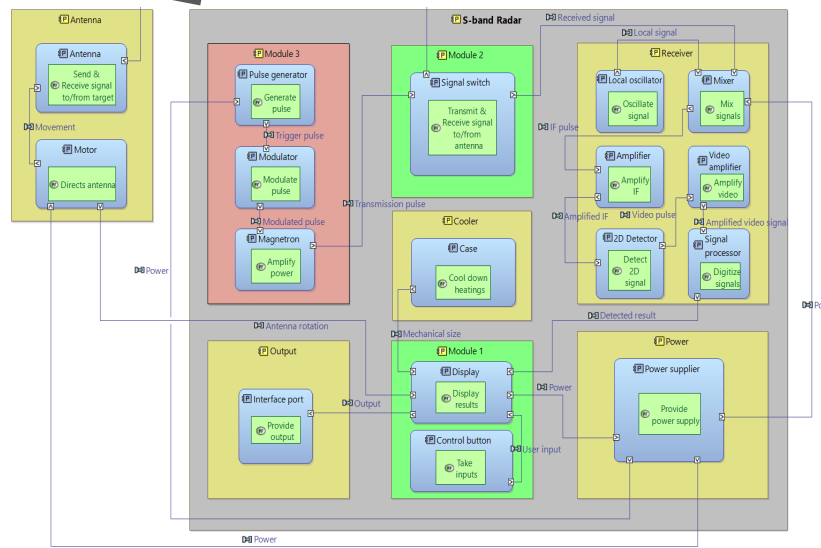 Antenna
Antenna
Send &
Receive signal
to/from target
Movement
Motor
Directs antenna
S-band Radar
Received signal
Local signal
Module 3
Pulse generator
Generate
pulse
Trigger pulse
Modulator
Modulate
pulse
Modulated pulse
Magnetron
Amplify
power
Transmission pulse
Module 2
Signal switch
Transmit &
Receive signal
to/from
antenna
Receiver
Local oscillator
Oscillate
signal
Mixer
Mix
signals
IF pulse
Amplifier
Amplify
IF
Video
amplifier
Amplify
video
Amplified IF
Video pulse
Amplified video signal
2D Detector
Detect
2D
signal
Signal
processor
Digitize
signals
Cooler
Case
Cool down
heatings
Power
Antenna rotation
Mechanical size
Detected result
Output
Interface port
Provide
output
Output
Module 1
Display
Display
results
Control button
Take
inputs
User input
Power
Power
Power supplier
Provide
power supply
Power